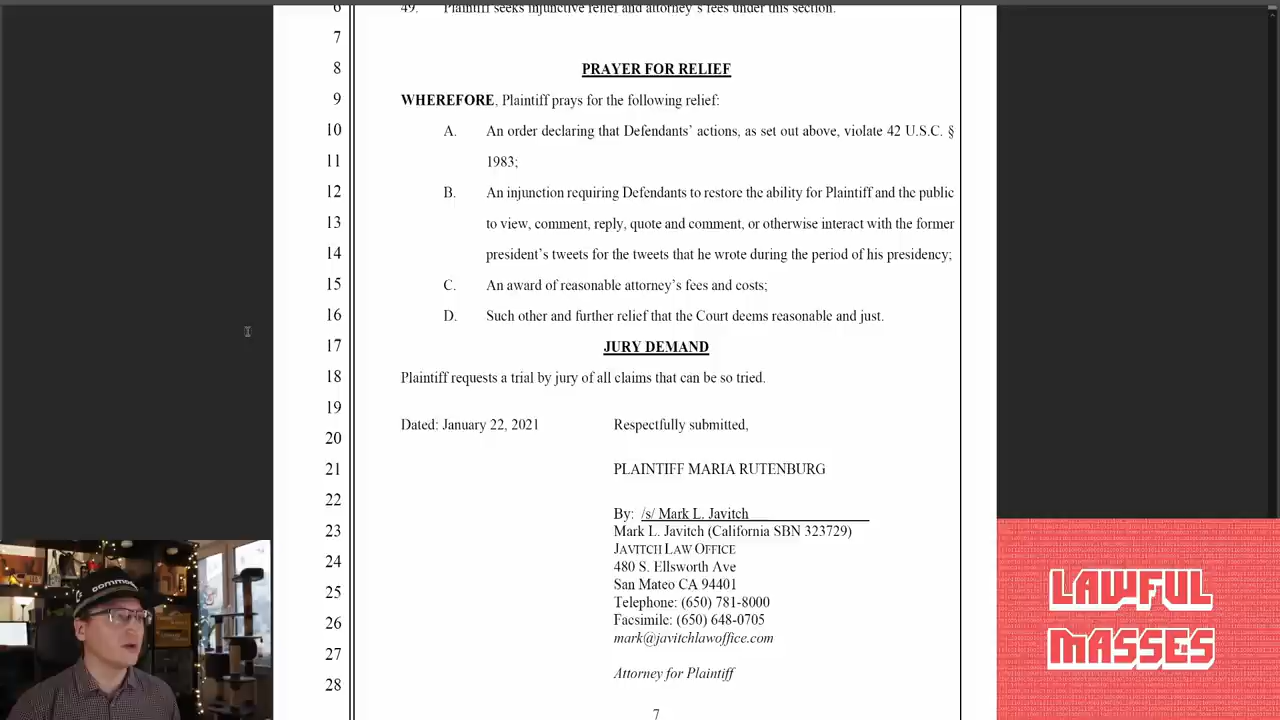 6 49. Plaintiff seeks injunctive relief and attorney's fees under this section.
7
8 PRAYER FOR RELIEF
9 WHEREFORE, Plaintiff prays for the following relief:
10 A. An order declaring that Defendants' actions, as set out above, violate 42 U.S.C. §
11 1983;
12 B. An injunction requiring Defendants to restore the ability for Plaintiff and the public
13 to view, comment, reply, quote and comment, or otherwise interact with the former
14 president's tweets for the tweets that he wrote during the period of his presidency;
15 C. An award of reasonable attorney's fees and costs;
16 D. Such other and further relief that the Court deems reasonable and just.
17 JURY DEMAND
18 Plaintiff requests a trial by jury of all claims that can be so tried.
19
Dated: January 22, 2021 Respectfully submitted,
20
21 PLAINTIFF MARIA RUTENBURG
22
By: /s/ Mark L. Javitch
23 Mark L. Javitch (California SBN 323729)
JAVITCH LAW OFFICE
24 480 S. Ellsworth Ave
25 San Mateo CA 94401
Telephone: (650) 781-8000
26 Facsimile: (650) 648-0705
mark@javitchlawoffice.com
27
Attorney for Plaintiff
28
7
LAWFUL
MASSES